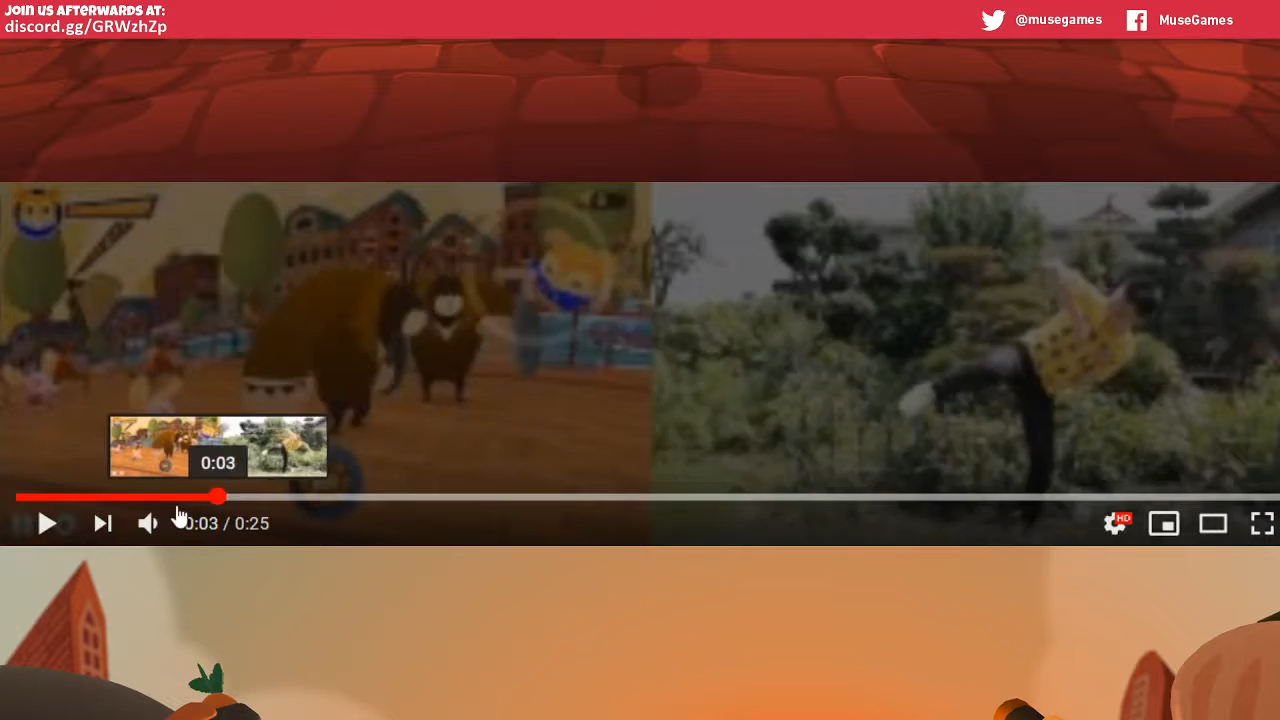 JOIN US AFTERWARDS AT:
discord.gg/GRWzhZp
@musegames
MuseGames
0:03
0:03 / 0:25
HD